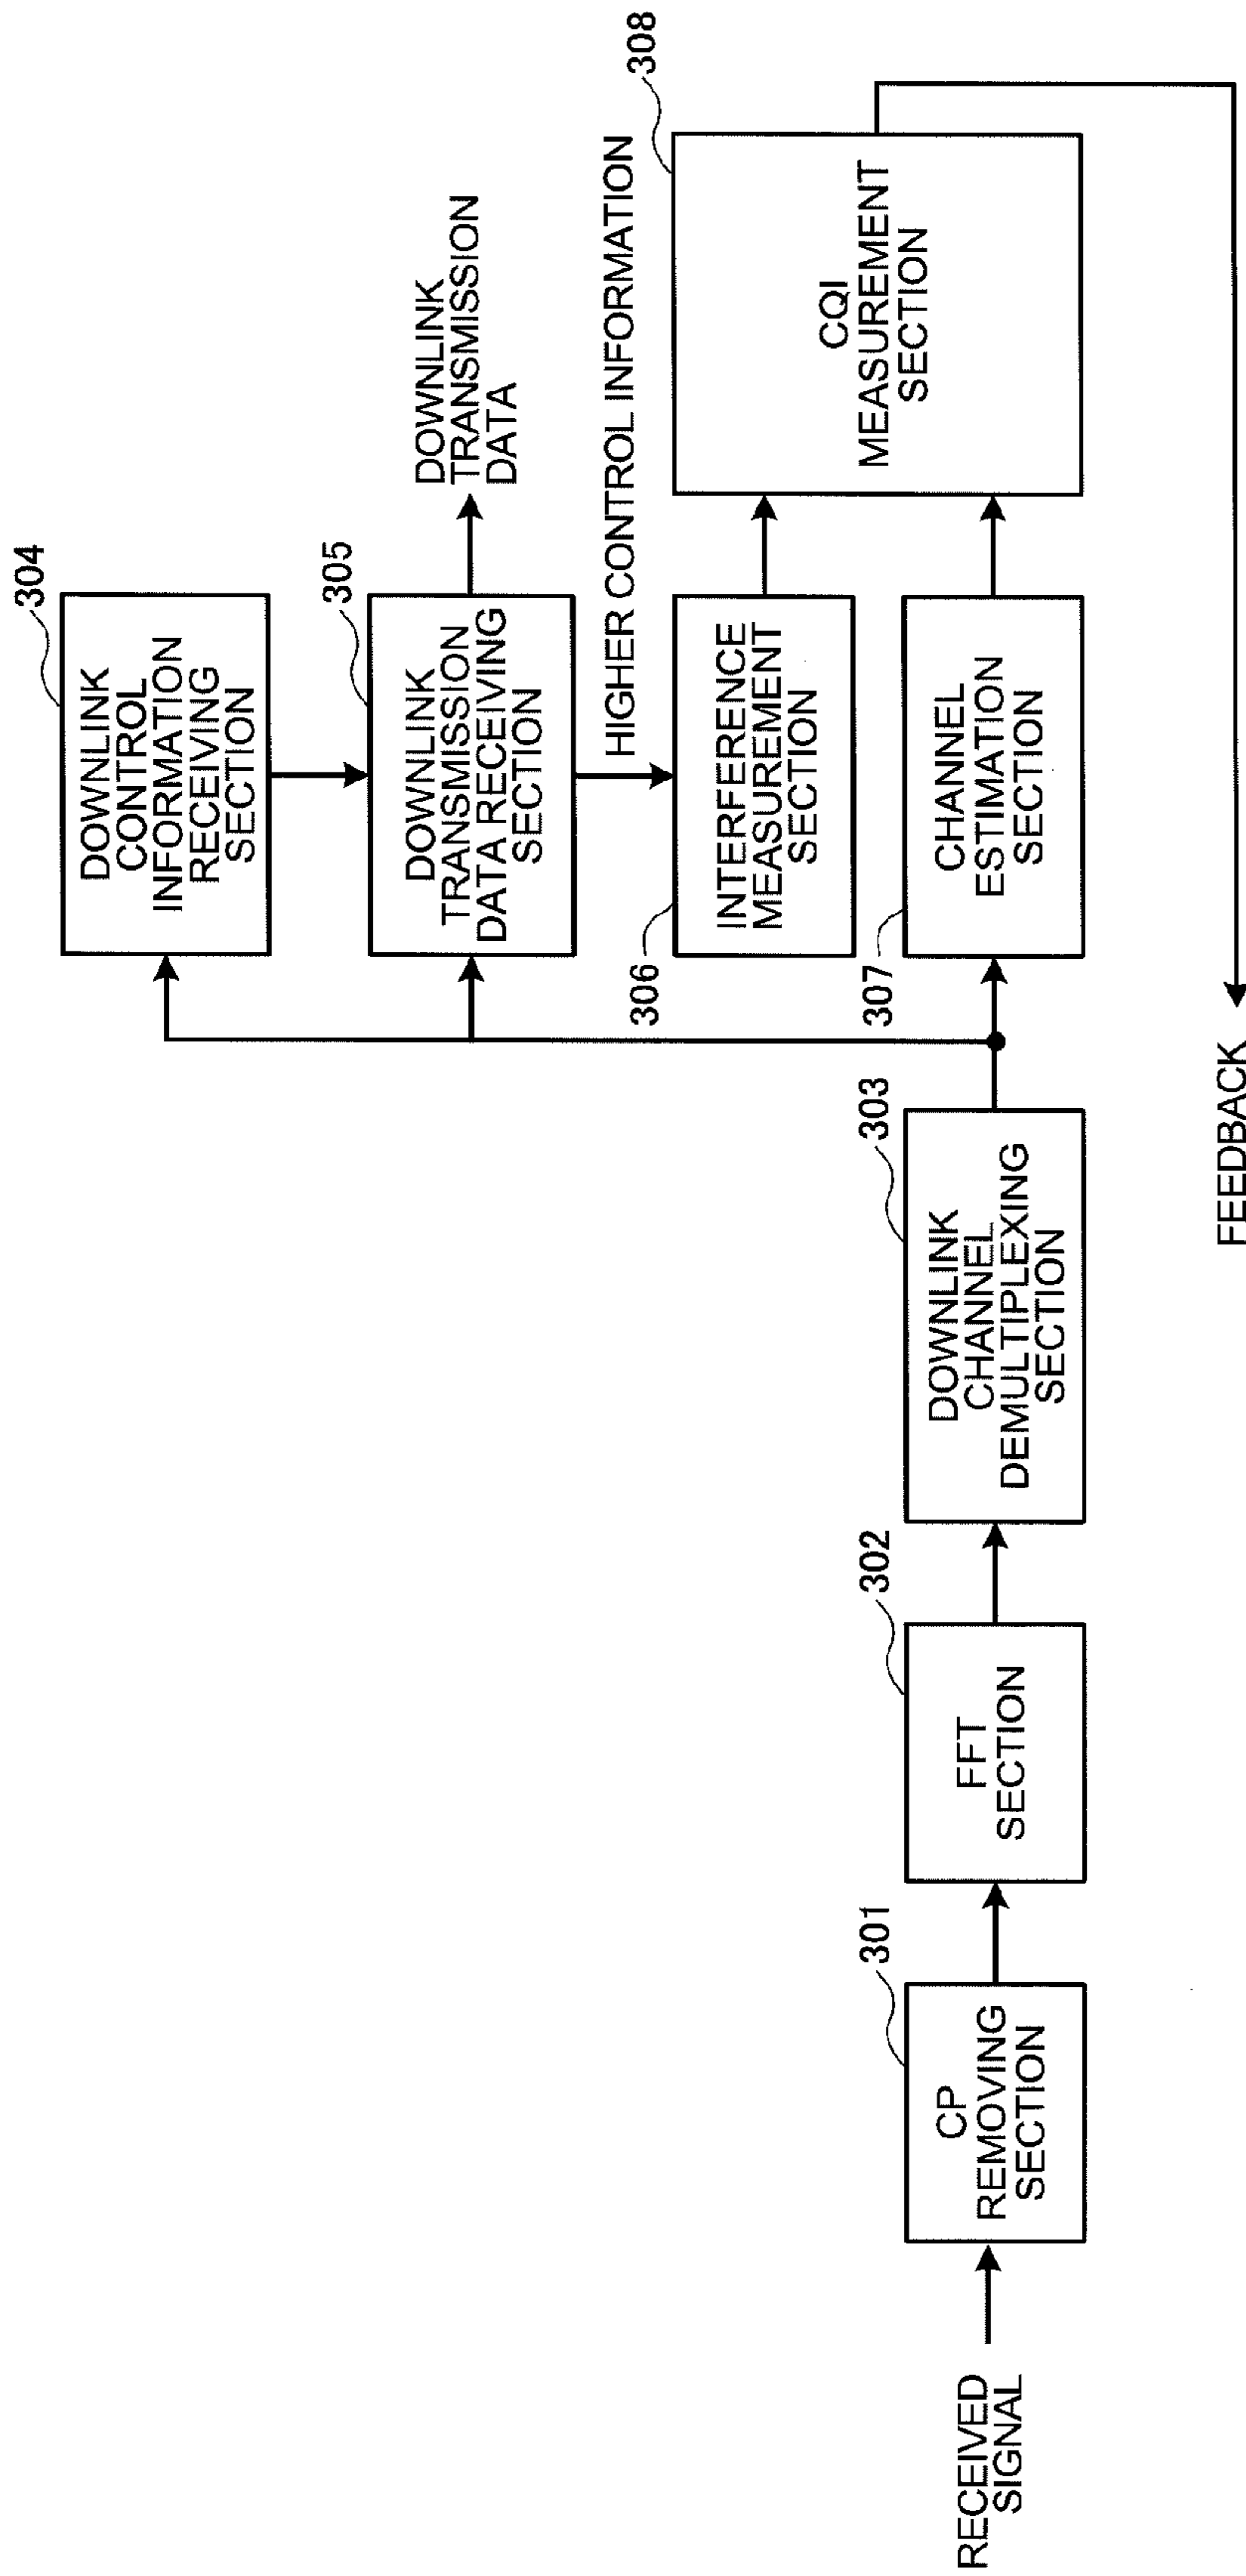 RECEIVED
SIGNAL
301
CP
REMOVING
SECTION
302
FFT
SECTION
303
DOWNLINK
CHANNEL
DEMULTIPLEXING
SECTION
304
DOWNLINK
CONTROL
INFORMATION
RECEIVING
SECTION
305
DOWNLINK
TRANSMISSION
DATA RECEIVING
SECTION
DOWNLINK
TRANSMISSION
DATA
HIGHER CONTROL INFORMATION
306
INTERFERENCE
MEASUREMENT
SECTION
307
CHANNEL
ESTIMATION
SECTION
308
CQI
MEASUREMENT
SECTION
FEEDBACK